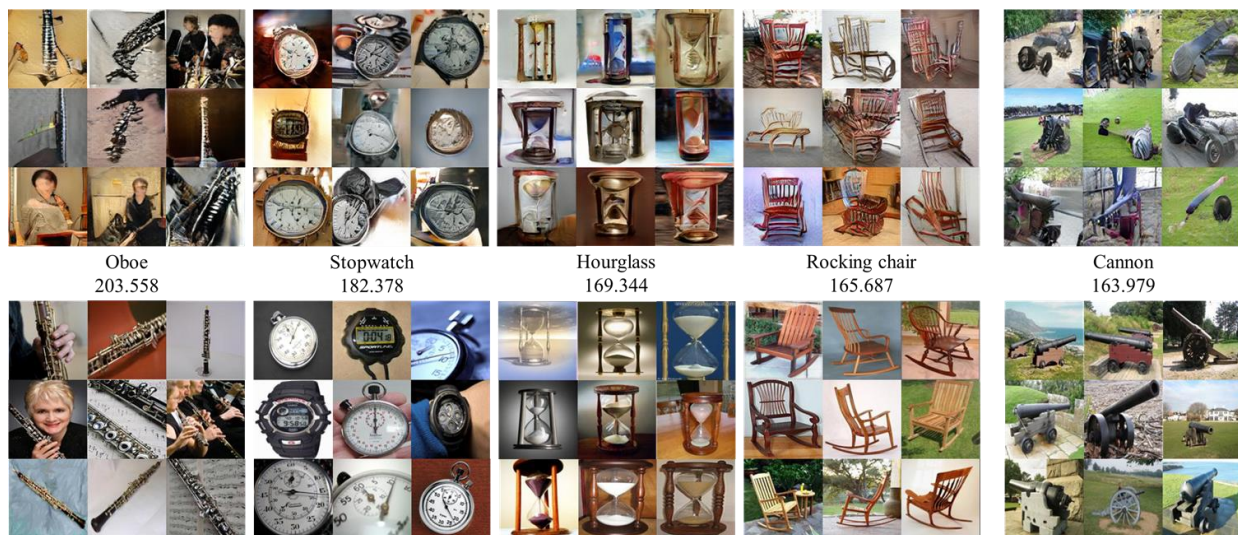 Oboe
203.558
Stopwatch
182.378
Hourglass
169.344
Rocking chair
165.687
Cannon
163.979